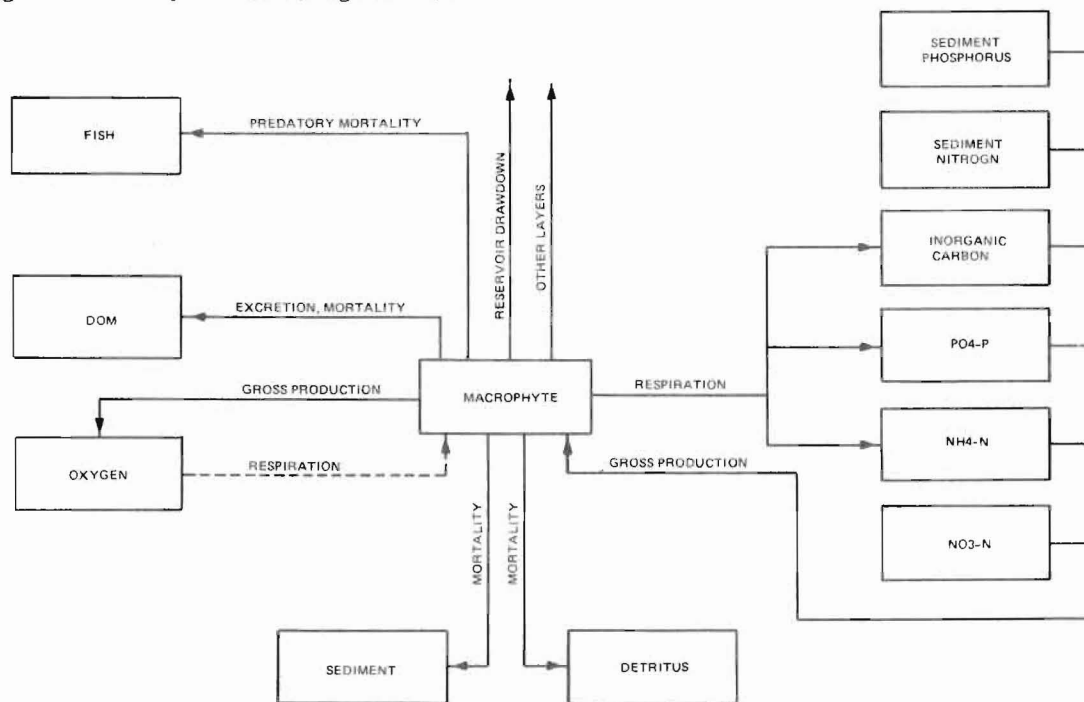 SEDIMENT
PHOSPHORUS
FISH
PREDATORY MORTALITY
SEDIMENT
NITROGN
RESERVOIR DRAWDOWN
OTHER LAYERS
INORGANIC
CARBON
DOM
EXCRETION, MORTALITY
PO4-P
GROSS PRODUCTION
MACROPHYTE
RESPIRATION
NH4-N
OXYGEN
RESPIRATION
GROSS PRODUCTION
MORTALITY
MORTALITY
NO3-N
SEDIMENT
DETRITUS